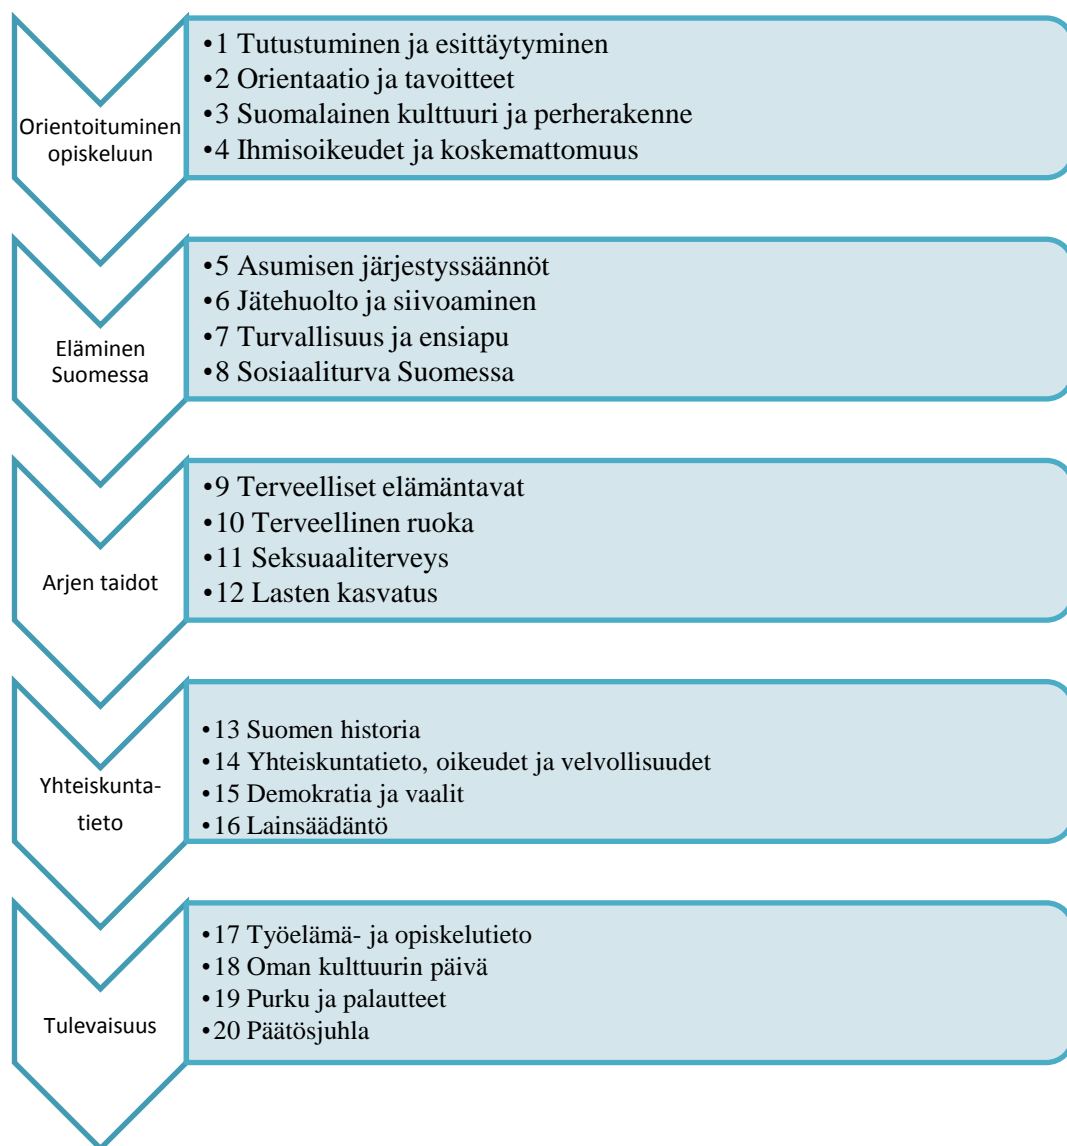 Orientoituminen
opiskeluun
•1 Tutustuminen ja esittäytyminen
•2 Orientaatio ja tavoitteet
•3 Suomalainen kulttuuri ja perherakenne
•4 Ihmisoikeudet ja koskemattomuus
Eläminen
Suomessa
•5 Asumisen järjestyssäännöt
•6 Jätehuolto ja siivoaminen
•7 Turvallisuus ja ensiapu
•8 Sosiaaliturva Suomessa
Arjen taidot
•9 Terveelliset elämäntavat
•10 Terveellinen ruoka
•11 Seksuaaliterveys
•12 Lasten kasvatus
Yhteiskunta-
tieto
•13 Suomen historia
•14 Yhteiskuntatieto, oikeudet ja velvollisuudet
•15 Demokratia ja vaalit
•16 Lainsäädäntö
Tulevaisuus
•17 Työelämä- ja opiskelutieto
•18 Oman kulttuurin päivä
•19 Purku ja palautteet
•20 Päätösjuhla